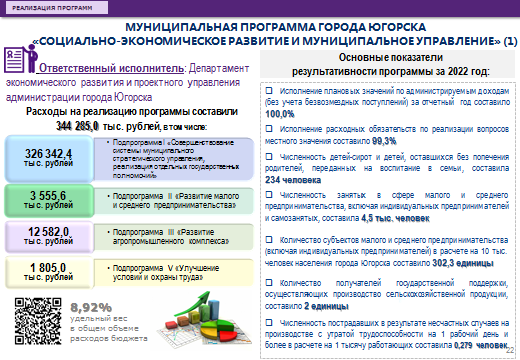 РЕАЛИЗАЦИЯ ПРОГРАММ
МУНИЦИПАЛЬНАЯ ПРОГРАММА ГОРОДА ЮГОРСКА
«СОЦИАЛЬНО-ЭКОНОМИЧЕСКОЕ РАЗВИТИЕ И МУНИЦИПАЛЬНОЕ УПРАВЛЕНИЕ» (1)
Ответственный исполнитель: Департамент
экономического развития и проектного управления
администрации города Югорска
Расходы на реализацию программы составили
344 285,0 тыс. рублей, в том числе:
326 342,4
тыс. рублей
• Подпрограмма I «Совершенствование
системы муниципального
стратегического управления,
реализация отдельных государственных
полномочий»
3 555,6
тыс. рублей
• Подпрограмма II «Развитие малого
и среднего предпринимательства»
12 582,0
тыс. рублей
• Подпрограмма III «Развитие
агропромышленного комплекса»
1 805,0
тыс. рублей
• Подпрограмма V «Улучшение
условий и охраны труда»
8,92%
удельный вес
в общем объеме
расходов бюджета
Основные показатели
результативности программы за 2022 год:
Исполнение плановых значений по администрируемым доходам
(без учета безвозмездных поступлений) за отчетный год составило
100,0%
Исполнение расходных обязательств по реализации вопросов
местного значения составило 99,3%
Численность детей-сирот и детей, оставшихся без попечения
родителей, переданных на воспитание в семьи, составила
234 человека
Численность занятых в сфере малого и среднего
предпринимательства, включая индивидуальных предпринимателей
и самозанятых, составила 4,5 тыс. человек
Количество субъектов малого и среднего предпринимательства
(включая индивидуальных предпринимателей) в расчете на 10 тыс.
человек населения города Югорска составило 302,3 единицы
Количество получателей государственной поддержки,
осуществляющих производство сельскохозяйственной продукции,
составило 2 единицы
Численность пострадавших в результате несчастных случаев на
производстве с утратой трудоспособности на 1 рабочий день и
более в расчете на 1 тысячу работающих составила 0,279 человек
22